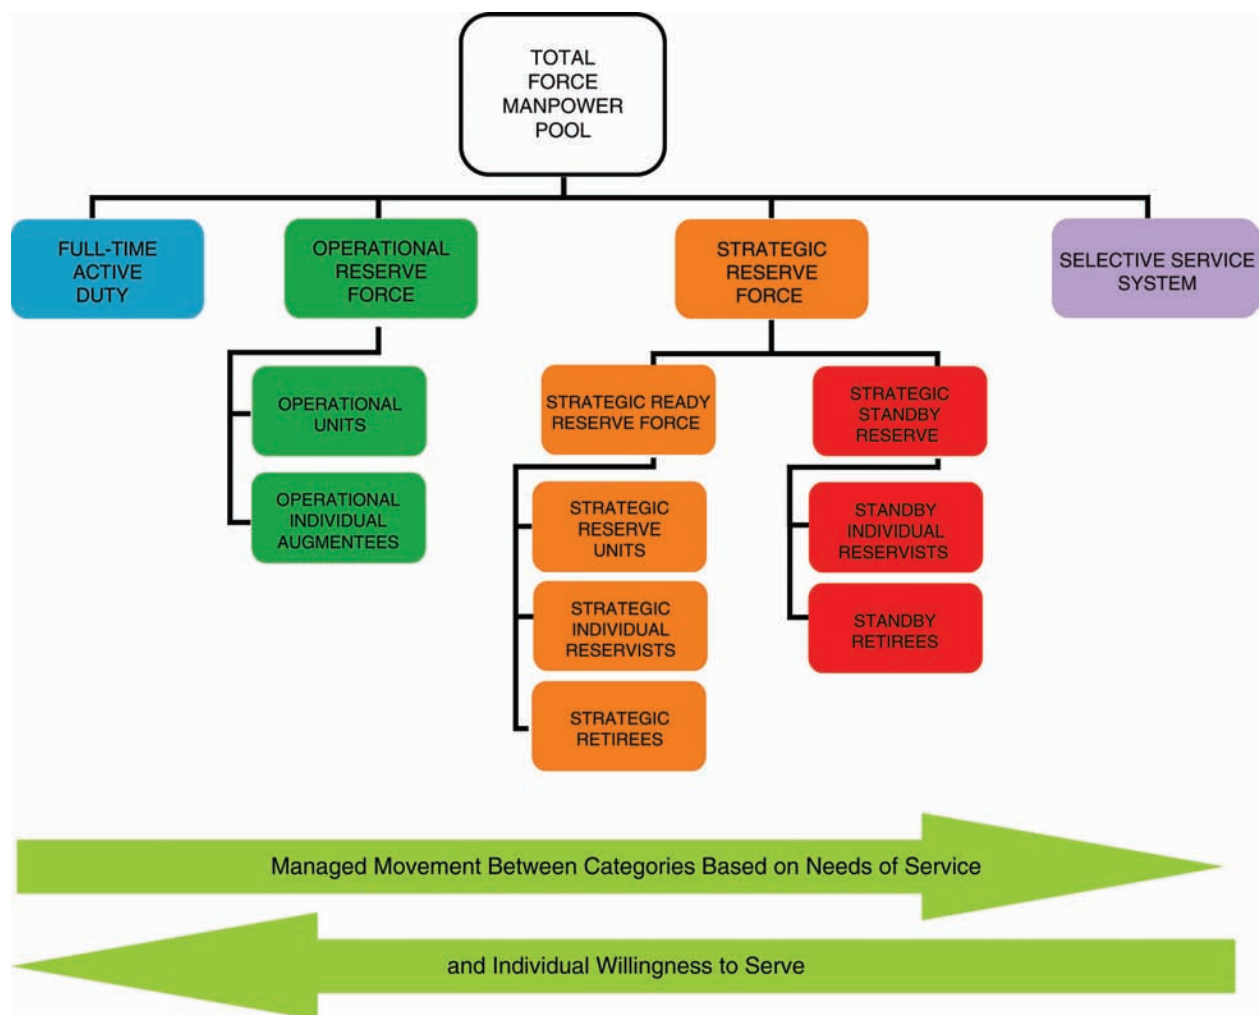 TOTAL
FORCE
MANPOWER
POOL
FULL-TIME
ACTIVE
DUTY
OPERATIONAL
RESERVE
FORCE
STRATEGIC
RESERVE
FORCE
SELECTIVE SERVICE
SYSTEM
OPERATIONAL
UNITS
OPERATIONAL
INDIVIDUAL
AUGMENTEES
STRATEGIC READY
RESERVE FORCE
STRATEGIC
RESERVE
UNITS
STRATEGIC
INDIVIDUAL
RESERVISTS
STRATEGIC
RETIREES
STRATEGIC
STANDBY
RESERVE
STANDBY
INDIVIDUAL
RESERVISTS
STANDBY
RETIREES
Managed Movement Between Categories Based on Needs of Service
and Individual Willingness to Serve